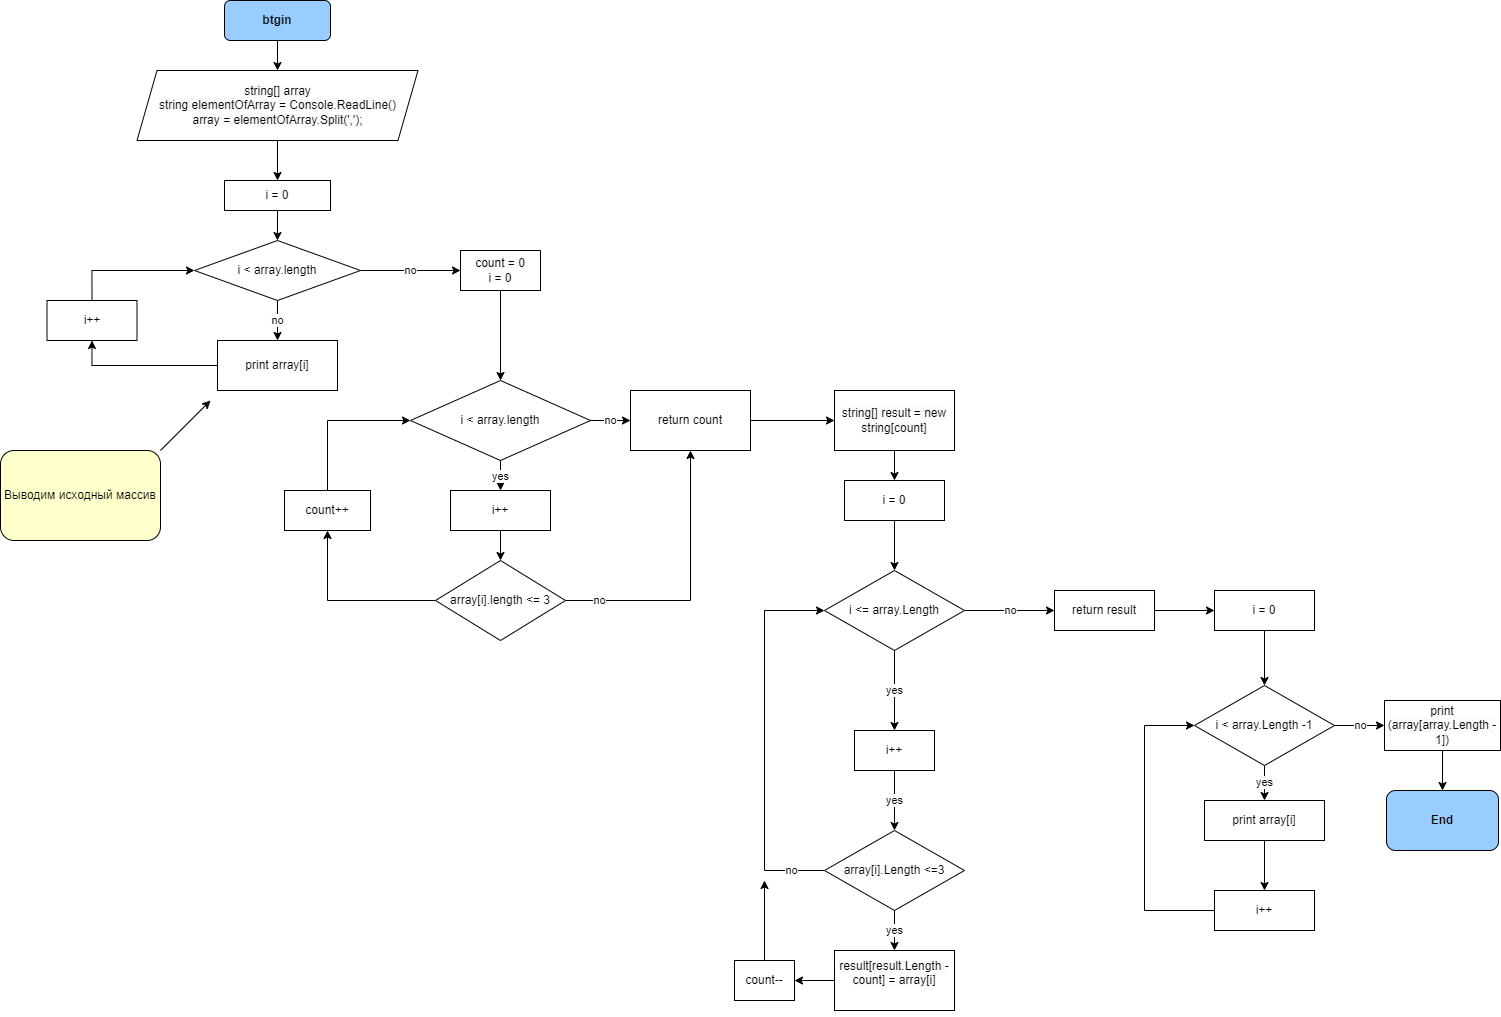 btgin
string[] array
string elementOfArray = Console.ReadLine()
array = elementOfArray.Split(',');
i = 0
i < array.length
no
count = 0
i = 0
i++
no
print array[i]
Выводим исходный массив
i < array.length
no
return count
yes
count++
i++
array[i].length <= 3
no
string[] result = new
string[count]
i = 0
i <= array.Length
no
return result
i = 0
yes
i++
yes
array[i].Length <=3
no
yes
result[result.Length -
count] = array[i]
count--
i < array.Length -1
no
print
(array[array.Length -
1])
yes
print array[i]
i++
End